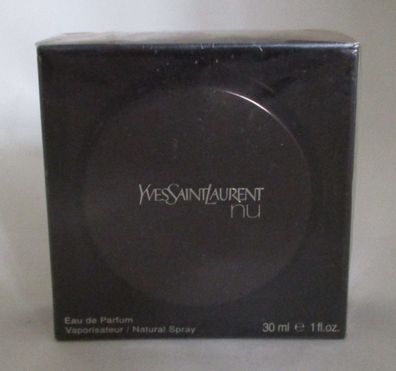 YVESSAINTLAURENT
nu
Eau de Parfum
Vaporisateur / Natural Spray
30 ml e 1 fl.oz.